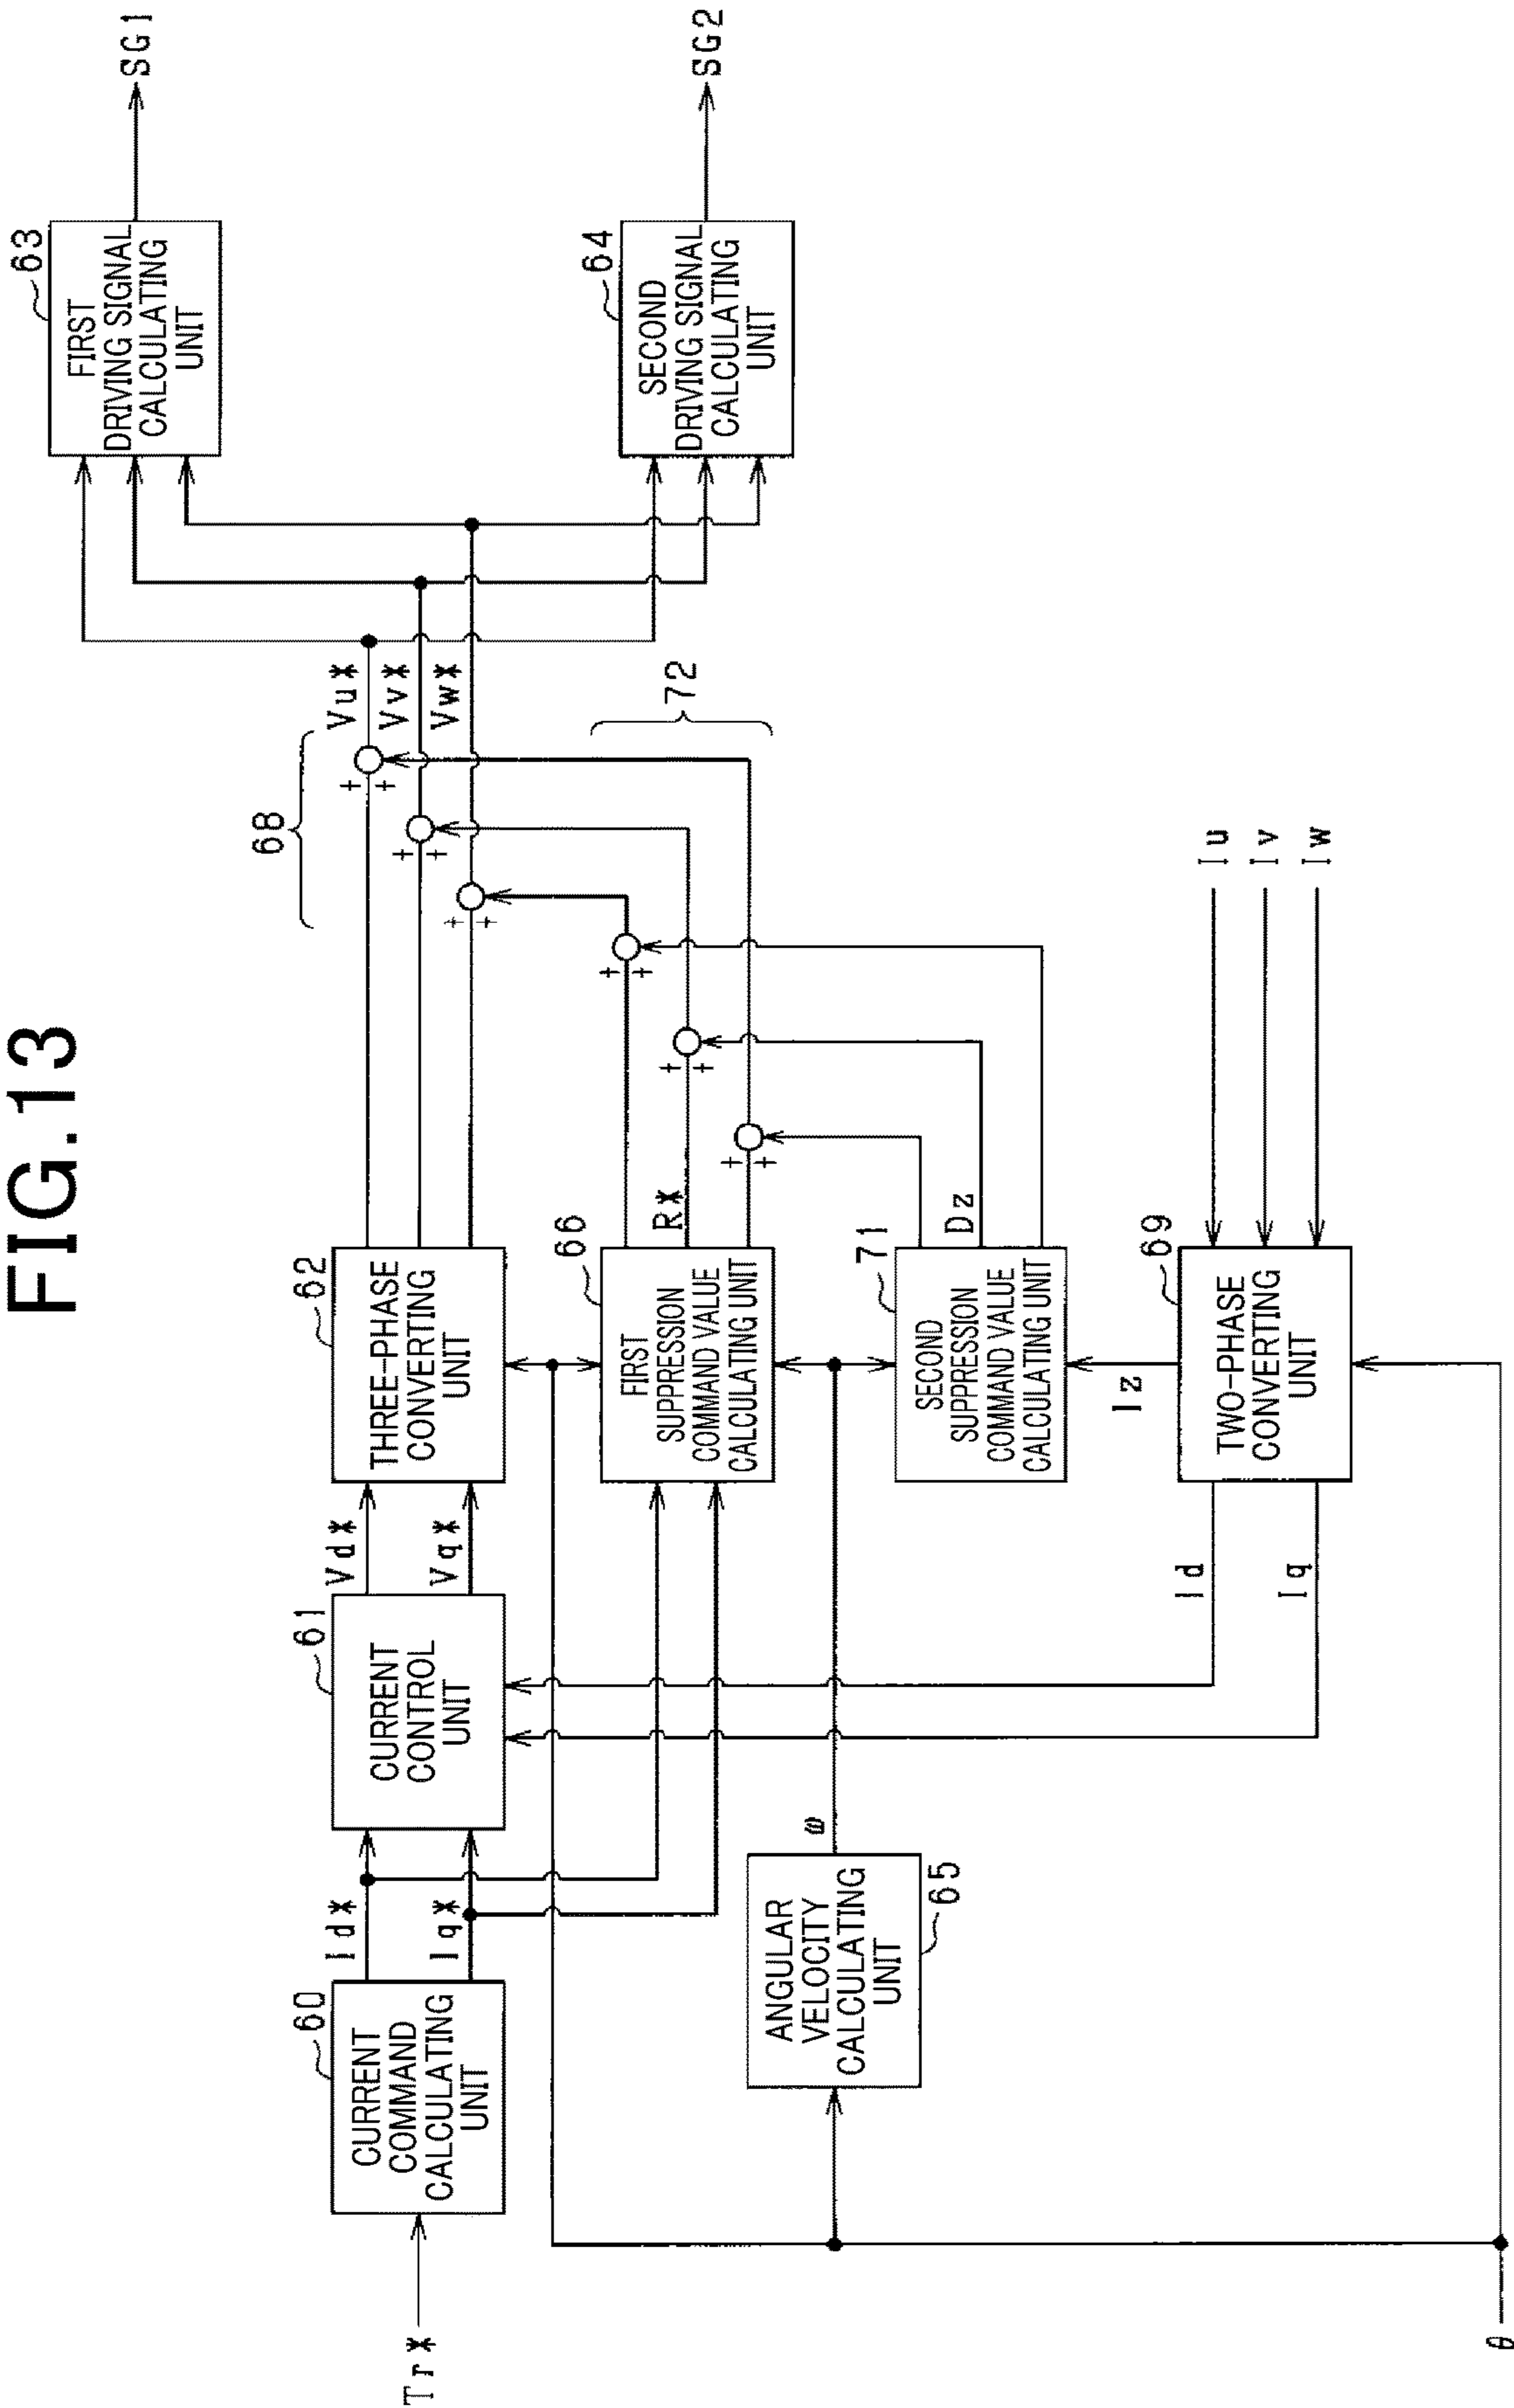 FIG.13
Tr*
60
CURRENT
COMMAND
CALCULATING
UNIT
Id*
Iq*
61
CURRENT
CONTROL
UNIT
Vd*
Vq*
62
THREE-PHASE
CONVERTING
UNIT
68
+
+
+
+
+
+
Vu*
Vv*
Vw*
63
FIRST
DRIVING SIGNAL
CALCULATING
UNIT
SG1
64
SECOND
DRIVING SIGNAL
CALCULATING
UNIT
SG2
66
FIRST
SUPPRESSION
COMMAND VALUE
CALCULATING UNIT
R*
+
+
+
+
+
+
72
65
ANGULAR
VELOCITY
CALCULATING
UNIT
ω
71
SECOND
SUPPRESSION
COMMAND VALUE
CALCULATING UNIT
Dz
Iz
69
TWO-PHASE
CONVERTING
UNIT
Id
Iq
Iu
Iv
Iw
θ